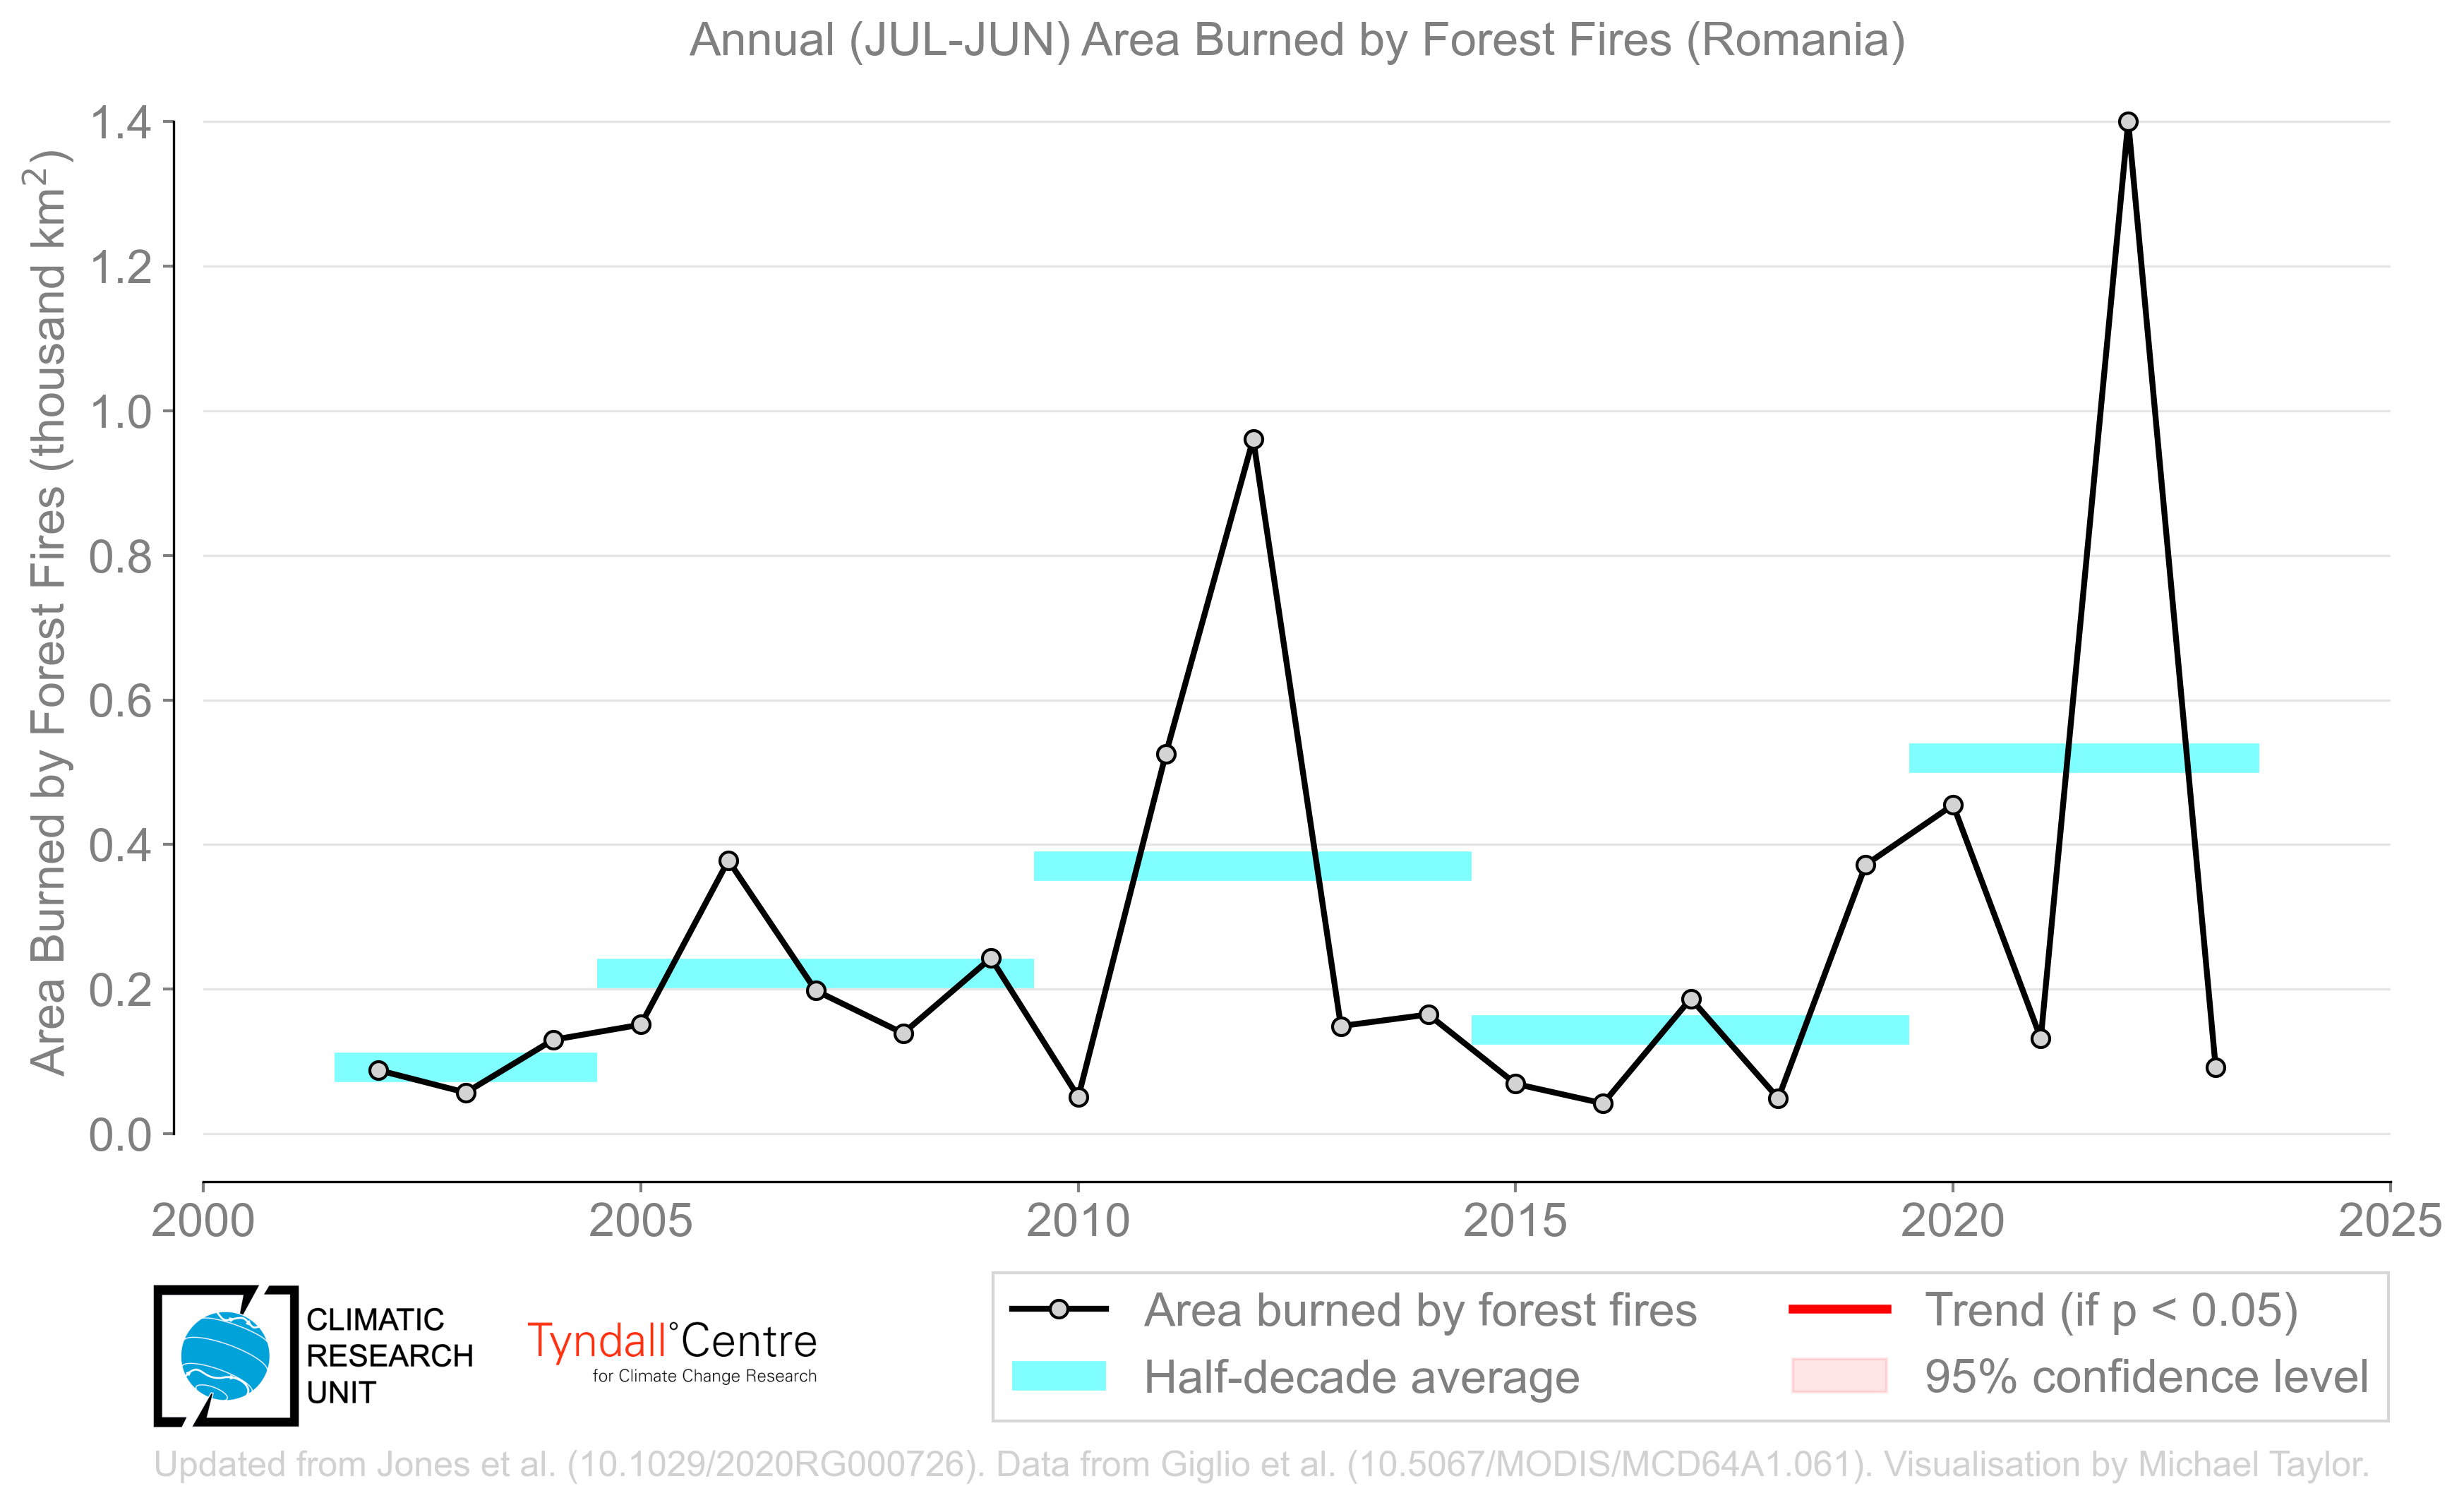 Annual (JUL-JUN) Area Burned by Forest Fires (Romania)
Area Burned by Forest Fires (thousand km²)
1.4
1.2
1.0
0.8
0.6
0.4
0.2
0.0
2000 2005 2010 2015 2020 2025
CLIMATIC
RESEARCH
UNIT
Tyndall°Centre
for Climate Change Research
Area burned by forest fires
Half-decade average
Trend (if p < 0.05)
95% confidence level
Updated from Jones et al. (10.1029/2020RG000726). Data from Giglio et al. (10.5067/MODIS/MCD64A1.061). Visualisation by Michael Taylor.